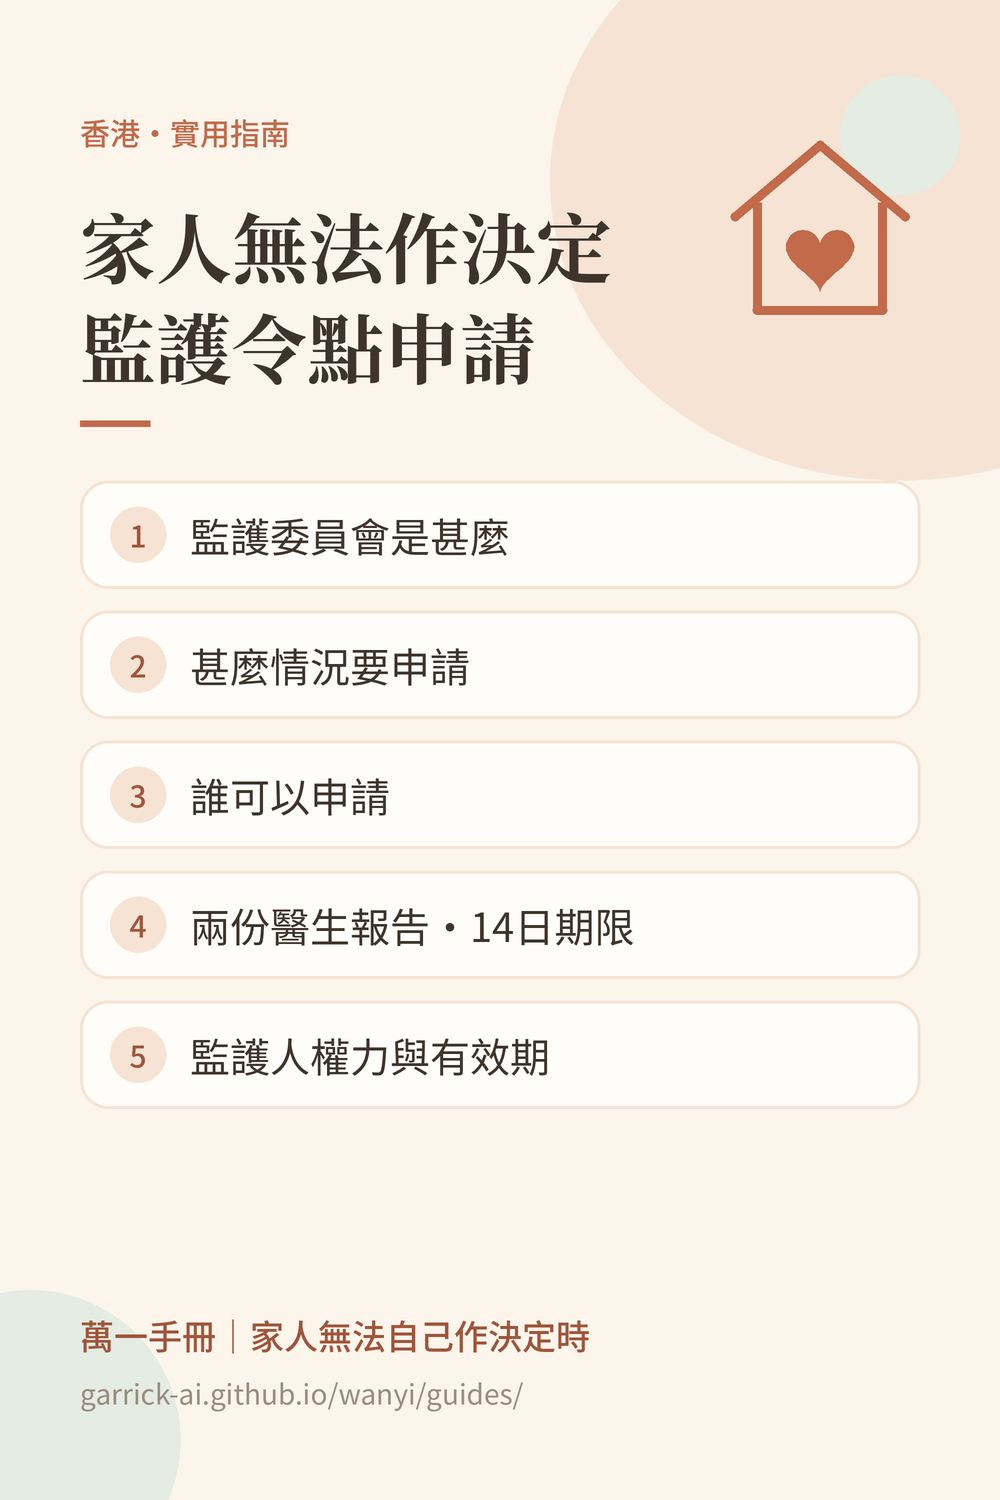 香港・實用指南
家人無法作決定
監護令點申請
1 監護委員會是甚麼
2 甚麼情況要申請
3 誰可以申請
4 兩份醫生報告・14日期限
5 監護人權力與有效期
萬一手冊｜家人無法自己作決定時
garrick-ai.github.io/wanyi/guides/